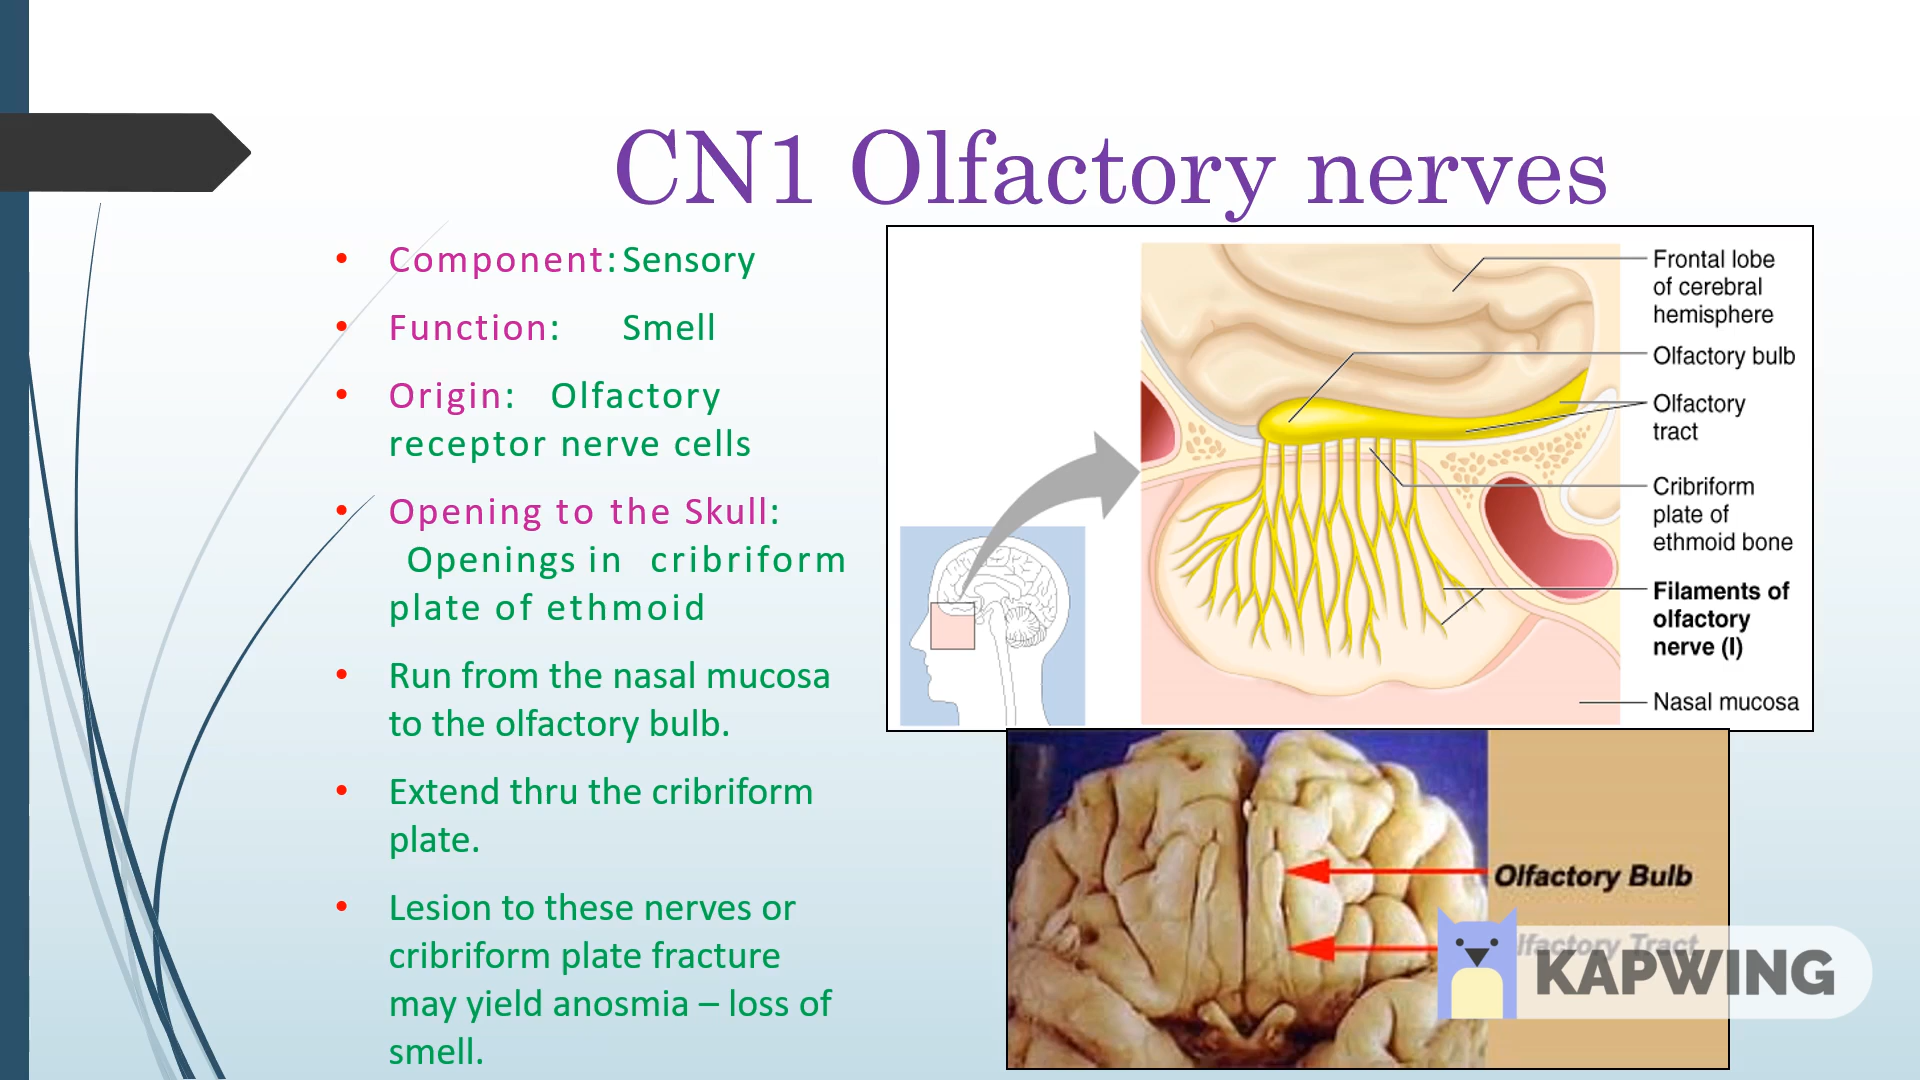 CN1 Olfactory nerves
• Component: Sensory
• Function: Smell
• Origin: Olfactory
receptor nerve cells
• Opening to the Skull:
Openings in cribriform
plate of ethmoid
• Run from the nasal mucosa
to the olfactory bulb.
• Extend thru the cribriform
plate.
• Lesion to these nerves or
cribriform plate fracture
may yield anosmia – loss of
smell.
Frontal lobe
of cerebral
hemisphere
Olfactory bulb
Olfactory
tract
Cribriform
plate of
ethmoid bone
Filaments of
olfactory
nerve (I)
Nasal mucosa
Olfactory Bulb
lfactory Tract
KAPWING